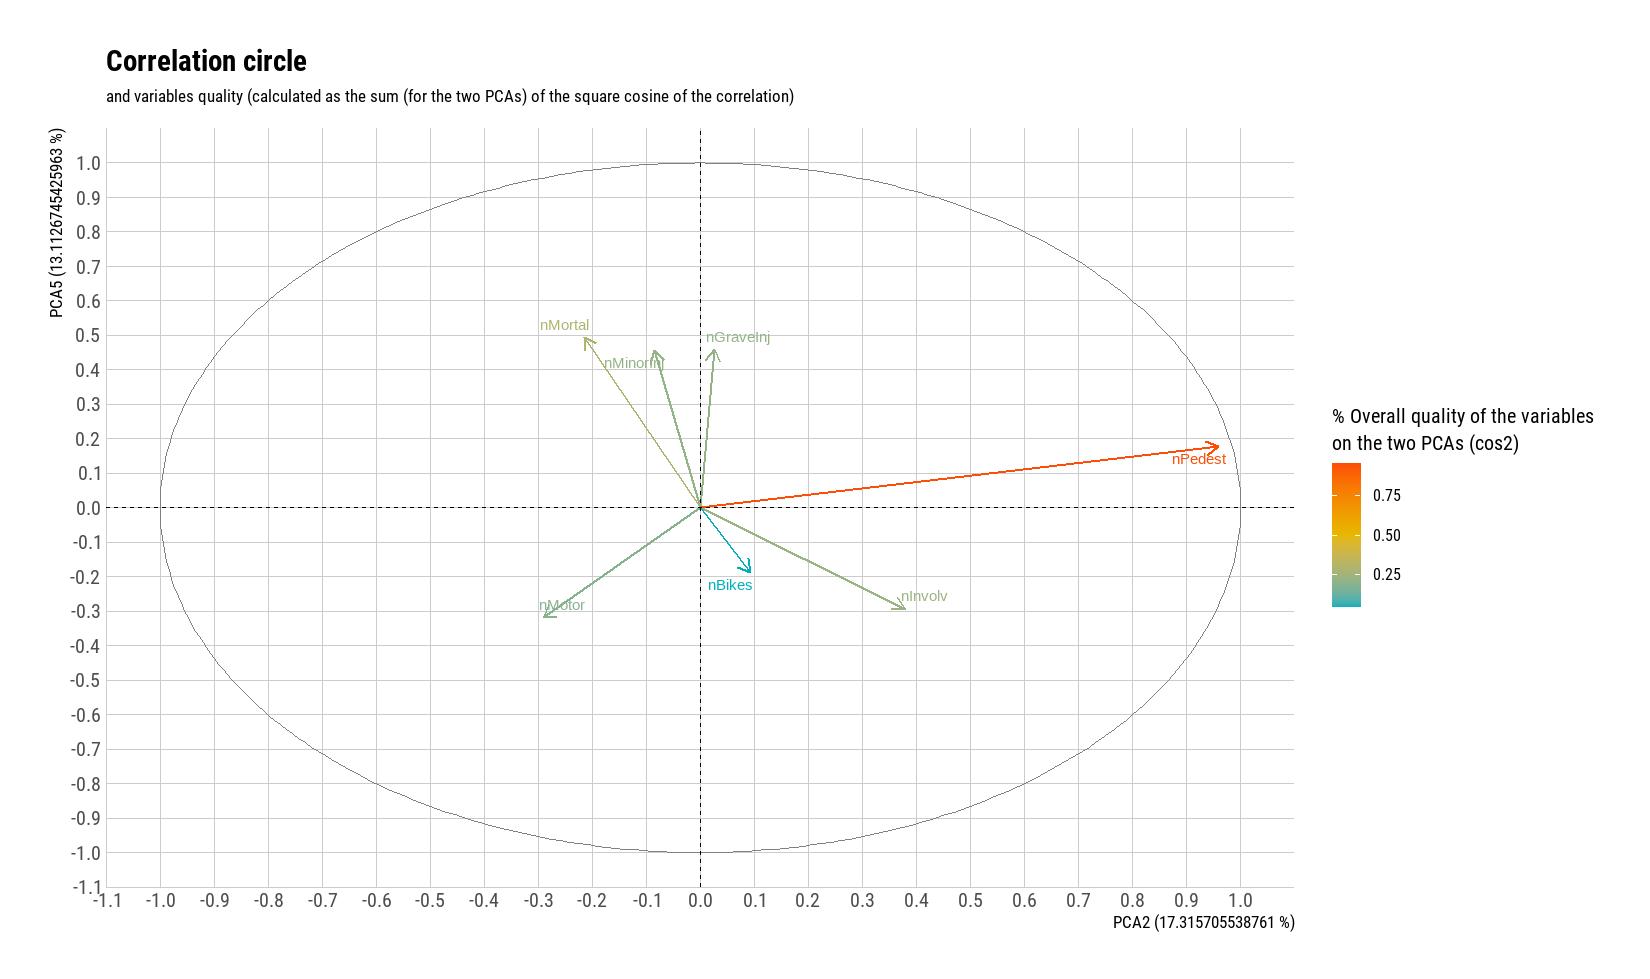 Correlation circle
and variables quality (calculated as the sum (for the two PCAs) of the square cosine of the correlation)
PCA5 (13.1126745425963 %)
1.0
0.9
0.8
0.7
0.6
0.5
0.4
0.3
0.2
0.1
0.0
-0.1
-0.2
-0.3
-0.4
-0.5
-0.6
-0.7
-0.8
-0.9
-1.0
-1.1
nMortal
nGraveInj
nMinorInj
nPedest
nBikes
nInvolv
nMotor
-1.1 -1.0 -0.9 -0.8 -0.7 -0.6 -0.5 -0.4 -0.3 -0.2 -0.1 0.0 0.1 0.2 0.3 0.4 0.5 0.6 0.7 0.8 0.9 1.0
PCA2 (17.315705538761 %)
% Overall quality of the variables
on the two PCAs (cos2)
0.75
0.50
0.25